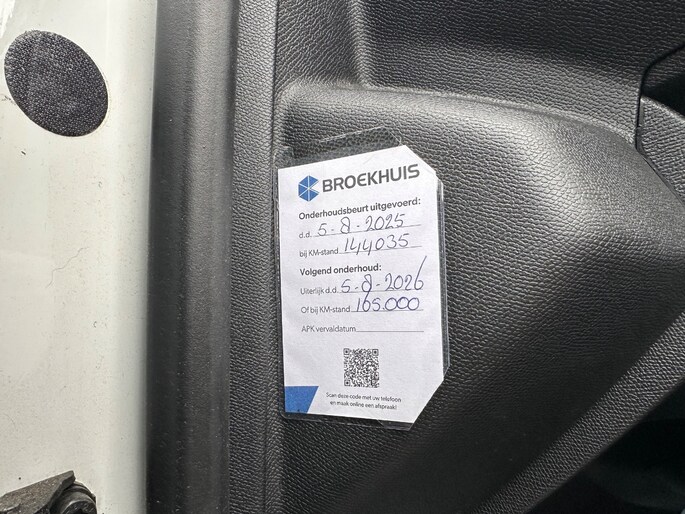 BROEKHUIS
Onderhoudsbeurt uitgevoerd:
d.d. 5-8-2025
bij KM-stand 144035
Volgend onderhoud:
Uiterlijk d.d. 5-8-2026
Of bij KM-stand 165.000
APK vervaldatum
Scan deze code met uw telefoon
en maak online een afspraak!